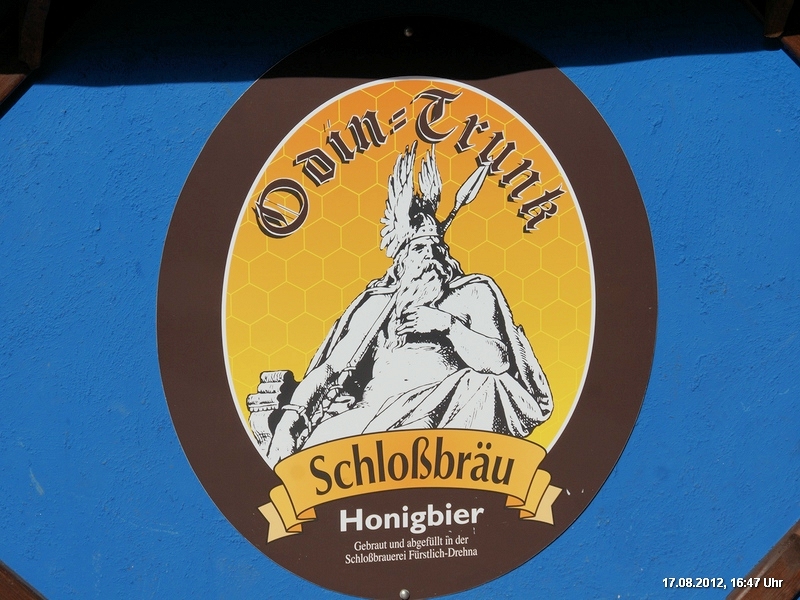 Odin=Trunk
Schloßbräu
Honigbier
Gebraut und abgefüllt in der
Schloßbrauerei Fürstlich-Drehna
17.08.2012, 16:47 Uhr